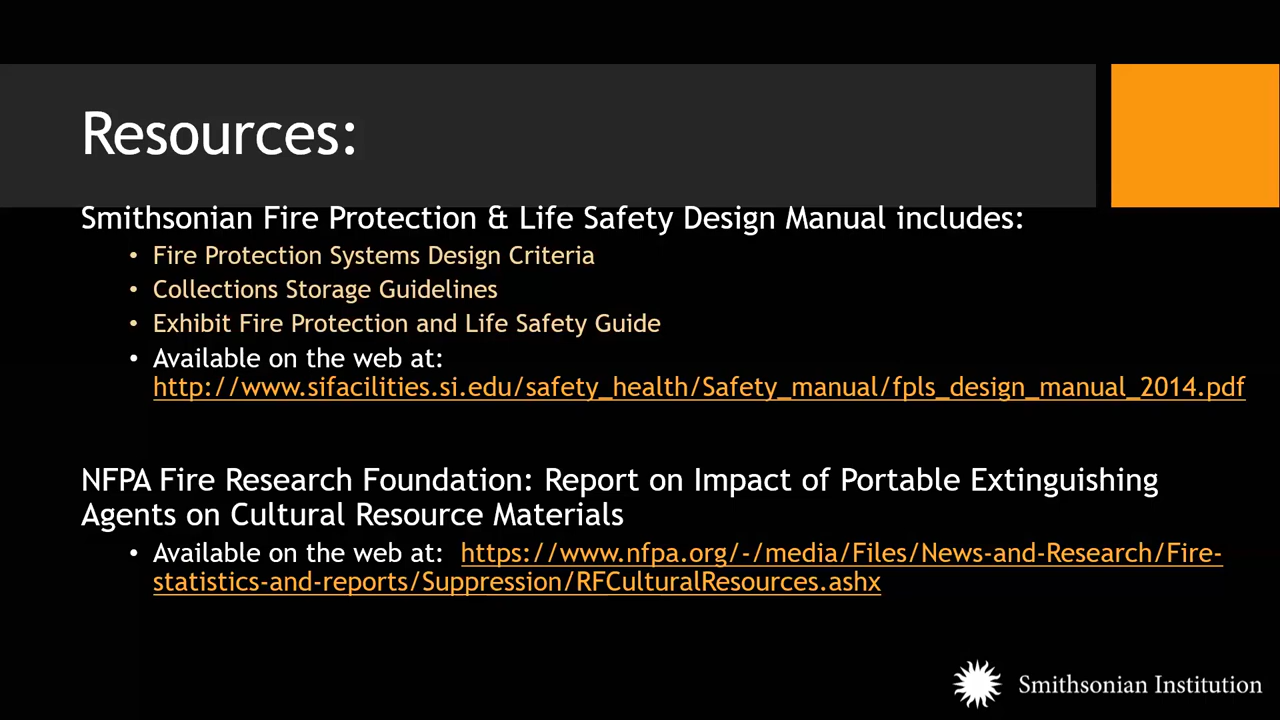 Resources:
Smithsonian Fire Protection & Life Safety Design Manual includes:
• Fire Protection Systems Design Criteria
• Collections Storage Guidelines
• Exhibit Fire Protection and Life Safety Guide
• Available on the web at:
http://www.sifacilities.si.edu/safety_health/Safety_manual/fpls_design_manual_2014.pdf
NFPA Fire Research Foundation: Report on Impact of Portable Extinguishing
Agents on Cultural Resource Materials
• Available on the web at: https://www.nfpa.org/-/media/Files/News-and-Research/Fire-
statistics-and-reports/Suppression/RFCulturalResources.ashx
Smithsonian Institution